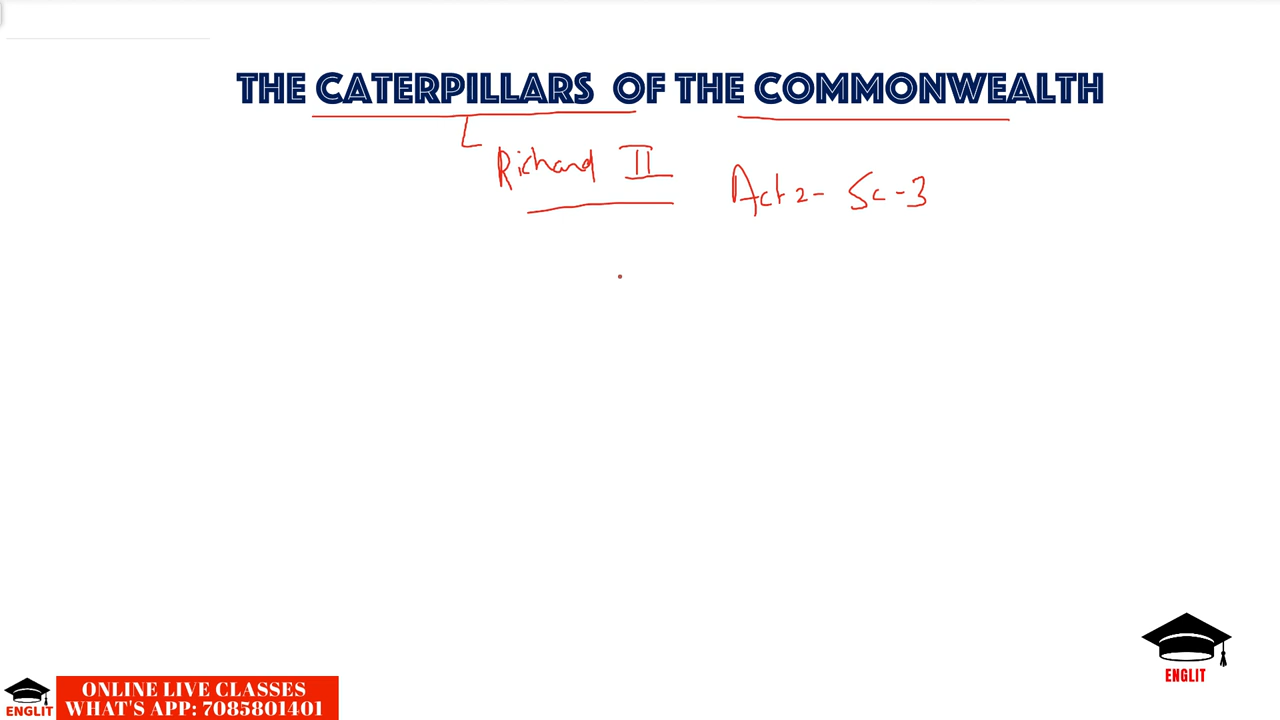 THE CATERPILLARS OF THE COMMONWEALTH
Richard II
Act 2- Sc-3
ENGLIT
ENGLIT
ONLINE LIVE CLASSES
WHAT'S APP: 7085801401